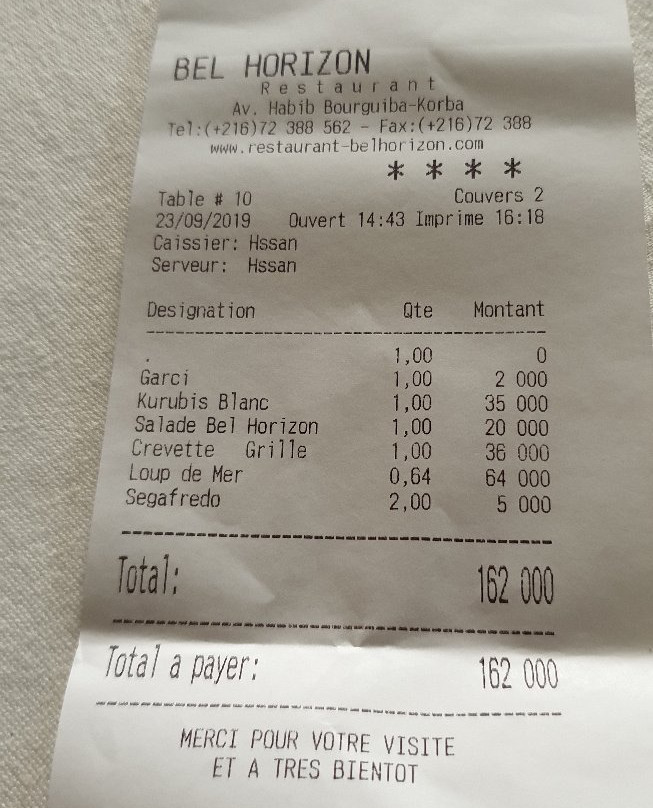 BEL HORIZON
Restaurant
Av. Habib Bourguiba-Korba
Tel:(+216)72 388 562 - Fax:(+216)72 388
www.restaurant-belhorizon.com
* * * *
Table # 10 Couvers 2
23/09/2019 Ouvert 14:43 Imprime 16:18
Caissier: Hssan
Serveur: Hssan
Designation Qte Montant
. 1,00 0
Garci 1,00 2 000
Kurubis Blanc 1,00 35 000
Salade Bel Horizon 1,00 20 000
Crevette Grille 1,00 36 000
Loup de Mer 0,64 64 000
Segafredo 2,00 5 000
Total: 162 000
Total a payer: 162 000
MERCI POUR VOTRE VISITE
ET A TRES BIENTOT